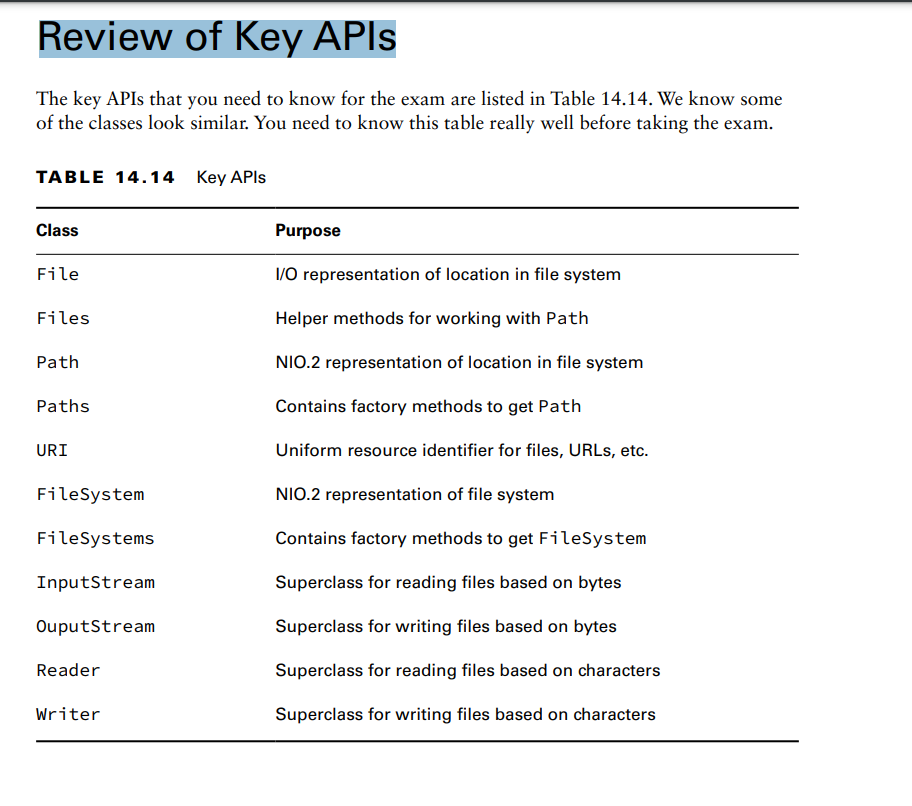 Review of Key APIs
The key APIs that you need to know for the exam are listed in Table 14.14. We know some
of the classes look similar. You need to know this table really well before taking the exam.
TABLE 14.14 Key APIs
Class Purpose
File I/O representation of location in file system
Files Helper methods for working with Path
Path NIO.2 representation of location in file system
Paths Contains factory methods to get Path
URI Uniform resource identifier for files, URLs, etc.
FileSystem NIO.2 representation of file system
FileSystems Contains factory methods to get FileSystem
InputStream Superclass for reading files based on bytes
OuputStream Superclass for writing files based on bytes
Reader Superclass for reading files based on characters
Writer Superclass for writing files based on characters